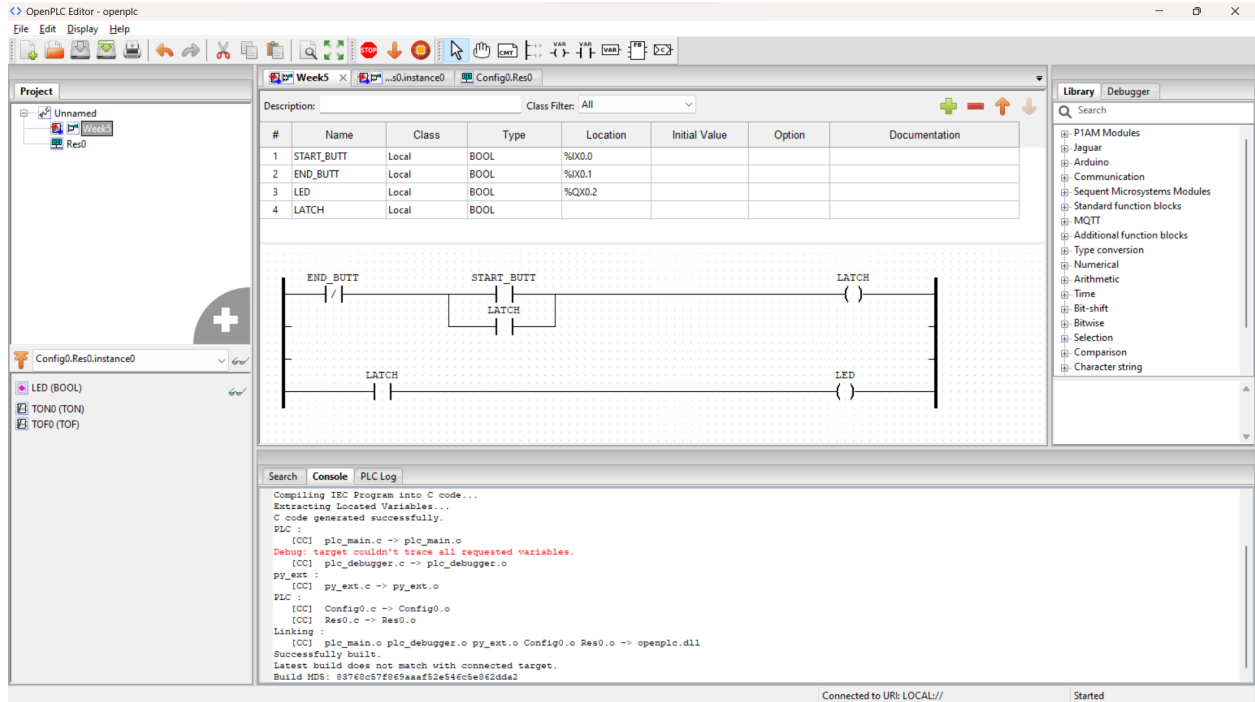 OpenPLC Editor - openplc
File Edit Display Help
STOP CMT VAR VAR VAR FB
Project
Unnamed
Week5
Res0
Config0.Res0.instance0
LED (BOOL)
TON0 (TON)
TOF0 (TOF)
Week5 ...s0.instance0 Config0.Res0
Description: Class Filter: All
# Name Class Type Location Initial Value Option Documentation
1 START_BUTT Local BOOL %IX0.0
2 END_BUTT Local BOOL %IX0.1
3 LED Local BOOL %QX0.2
4 LATCH Local BOOL
END_BUTT START_BUTT LATCH
LATCH
LATCH LED
Search Console PLC Log
Compiling IEC Program into C code...
Extracting Located Variables...
C code generated successfully.
PLC :
[CC] plc_main.c -> plc_main.o
Debug: target couldn't trace all requested variables.
[CC] plc_debugger.c -> plc_debugger.o
py_ext :
[CC] py_ext.c -> py_ext.o
PLC :
[CC] Config0.c -> Config0.o
[CC] Res0.c -> Res0.o
Linking :
[CC] plc_main.o plc_debugger.o py_ext.o Config0.o Res0.o -> openplc.dll
Successfully built.
Latest build does not match with connected target.
Build MD5: 83768c57f869aaaf52e546c5e862dda2
Library Debugger
Search
P1AM Modules
Jaguar
Arduino
Communication
Sequent Microsystems Modules
Standard function blocks
MQTT
Additional function blocks
Type conversion
Numerical
Arithmetic
Time
Bit-shift
Bitwise
Selection
Comparison
Character string
Connected to URI: LOCAL:// Started